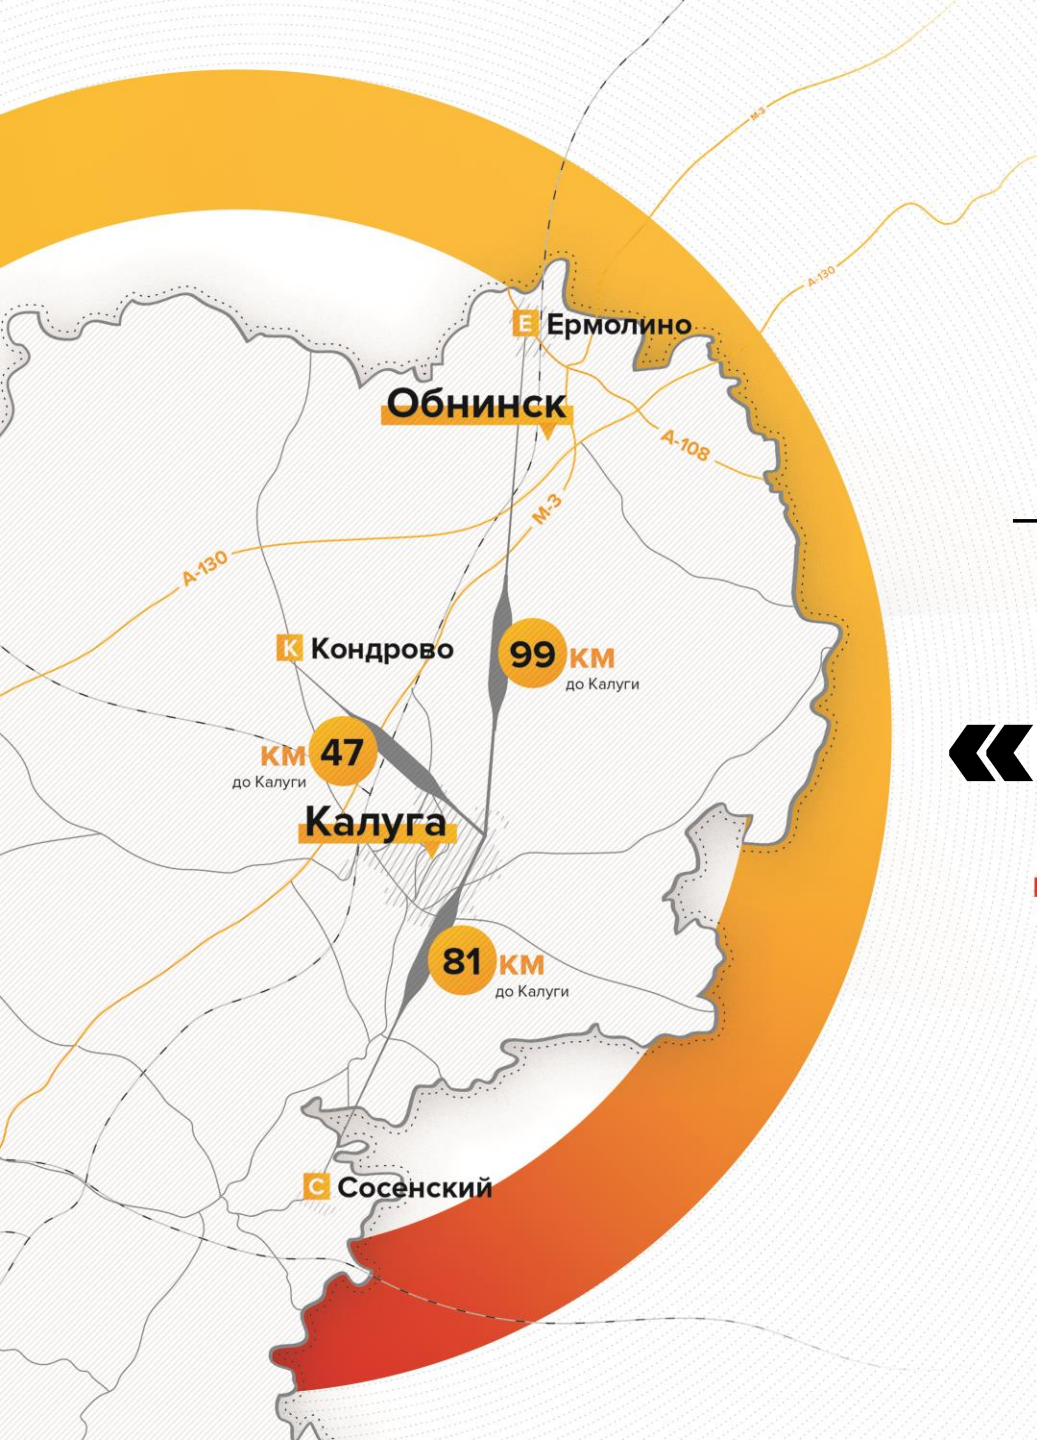 М-3
А-130
Е Ермолино
Обнинск
А-108
М-3
А-130
К Кондрово
99 КМ
до Калуги
КМ 47
до Калуги
Калуга
81 КМ
до Калуги
С Сосенский
«